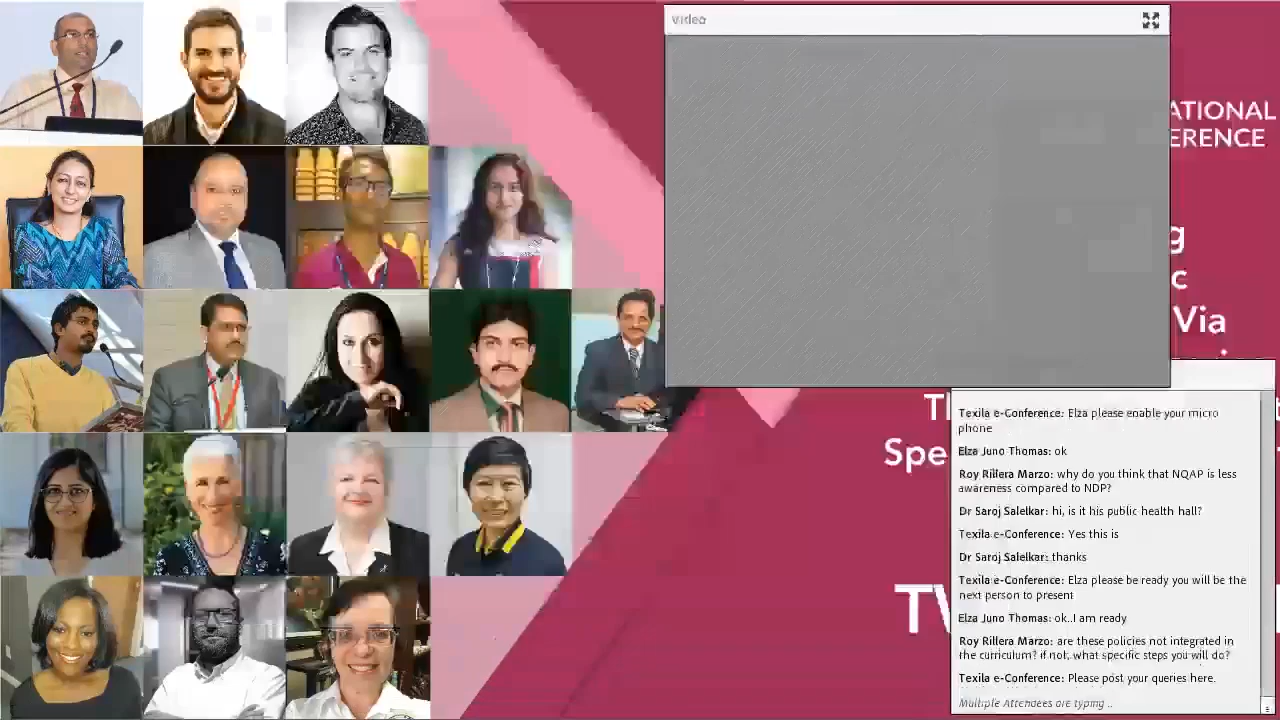 Video
ATIONAL
ERENCE
g
c
Via
Spe
Texila e-Conference: Elza please enable your micro
phone
Elza Juno Thomas: ok
Roy Rillera Marzo: why do you think that NQAP is less
awareness compared to NDP?
Dr Saroj Salelkar: hi, is it his public health hall?
Texila e-Conference: Yes this is
Dr Saroj Salelkar: thanks
Texila e-Conference: Elza please be ready you will be the
next person to present
Elza Juno Thomas: ok..I am ready
Roy Rillera Marzo: are these policies not integrated in
the curriculum? if not, what specific steps you will do?
Texila e-Conference: Please post your queries here.
Multiple Attendees are typing...